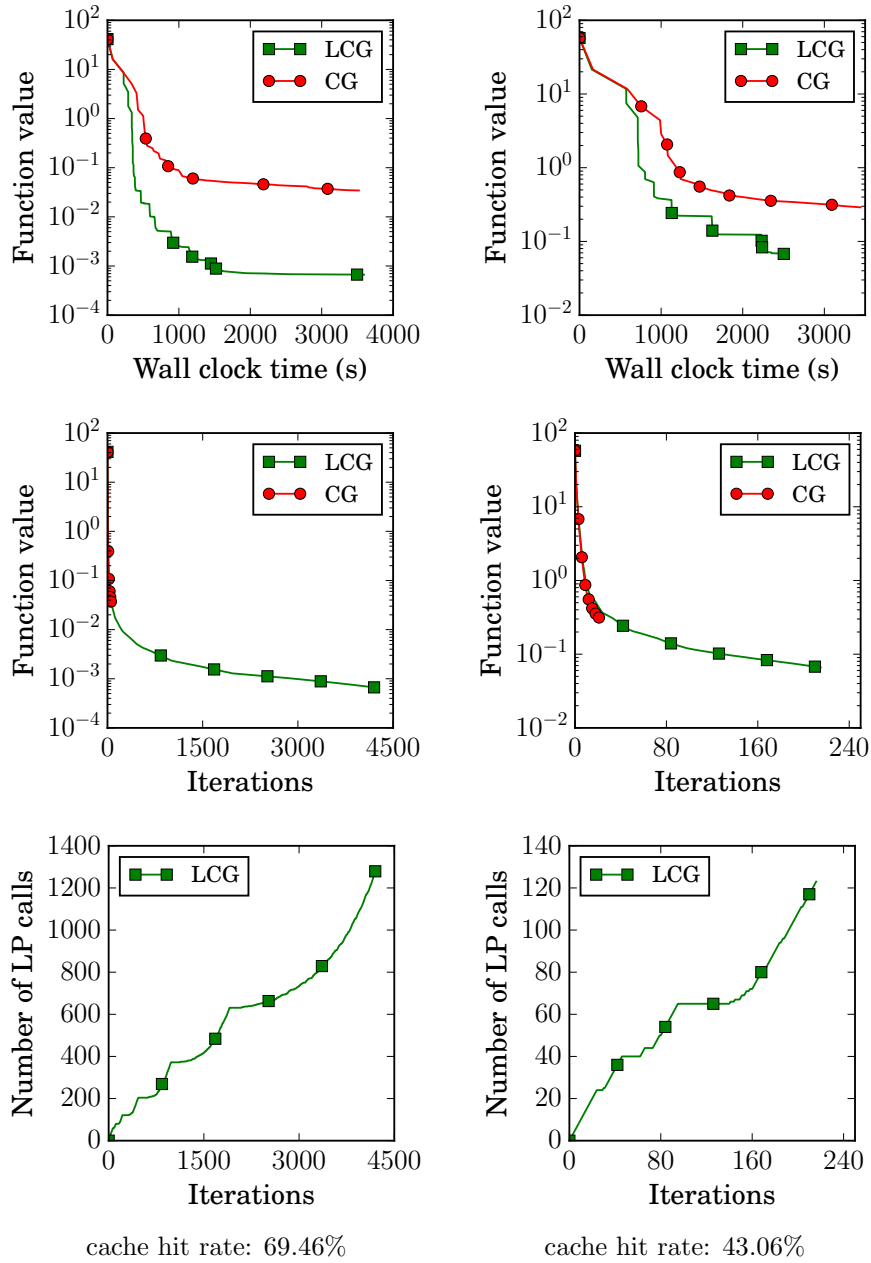 10^2
10^1
10^0
10^-1
10^-2
10^-3
10^-4
Function value
LCG
CG
0 1000 2000 3000 4000
Wall clock time (s)
10^2
10^1
10^0
10^-1
10^-2
Function value
LCG
CG
0 1000 2000 3000
Wall clock time (s)
10^2
10^1
10^0
10^-1
10^-2
10^-3
10^-4
Function value
LCG
CG
0 1500 3000 4500
Iterations
10^2
10^1
10^0
10^-1
10^-2
Function value
LCG
CG
0 80 160 240
Iterations
1400
1200
1000
800
600
400
200
0
Number of LP calls
LCG
0 1500 3000 4500
Iterations
140
120
100
80
60
40
20
0
Number of LP calls
LCG
0 80 160 240
Iterations
cache hit rate: 69.46%
cache hit rate: 43.06%